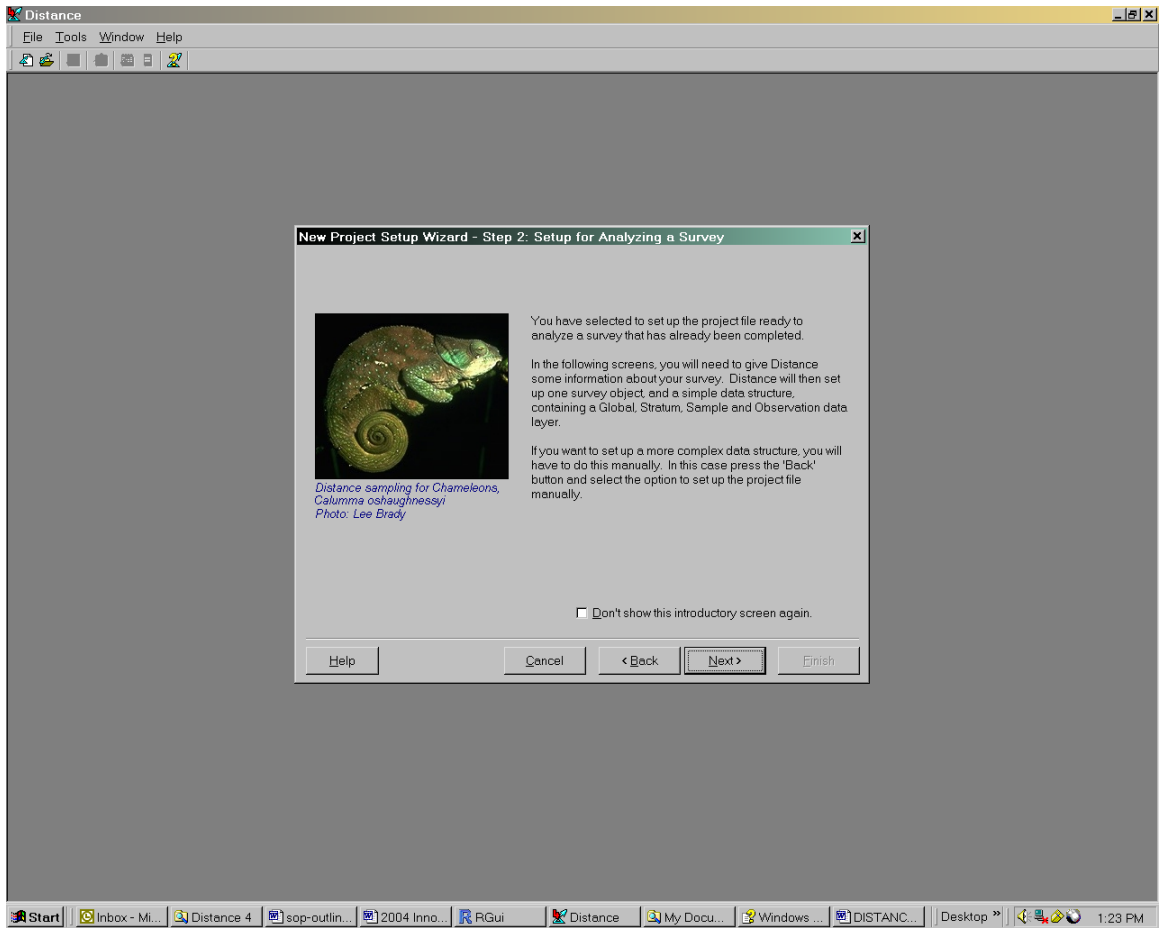 Distance
File Tools Window Help
New Project Setup Wizard - Step 2: Setup for Analyzing a Survey
You have selected to set up the project file ready to
analyze a survey that has already been completed.
In the following screens, you will need to give Distance
some information about your survey. Distance will then set
up one survey object, and a simple data structure,
containing a Global, Stratum, Sample and Observation data
layer.
If you want to set up a more complex data structure, you will
have to do this manually. In this case press the 'Back'
button and select the option to set up the project file
manually.
Distance sampling for Chameleons,
Calumma oshaughnessyi
Photo: Lee Brady
Don't show this introductory screen again.
Help Cancel < Back Next > Finish
Start Inbox - Mi... Distance 4 sop-outlin... 2004 Inno... RGui Distance My Docu... Windows ... DISTANC... Desktop » 1:23 PM